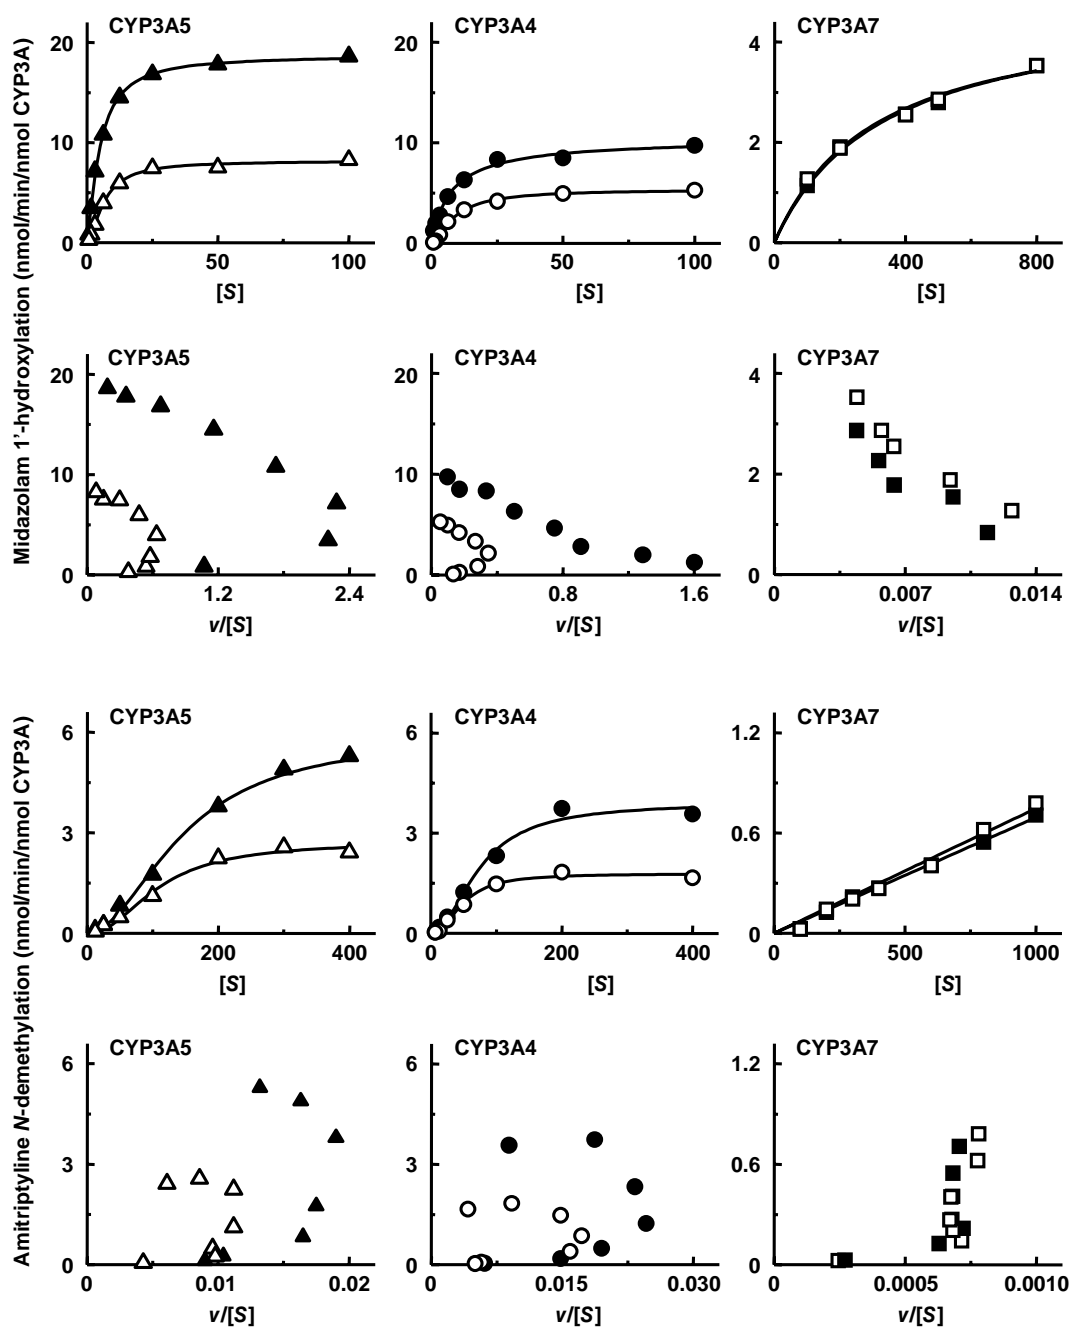 Midazolam 1'-hydroxylation (nmol/min/nmol CYP3A)
CYP3A5
20
10
0
0 50 100
[S]
CYP3A4
20
10
0
0 50 100
[S]
CYP3A7
4
2
0
0 400 800
[S]
CYP3A5
20
10
0
0 1.2 2.4
v/[S]
CYP3A4
20
10
0
0 0.8 1.6
v/[S]
CYP3A7
4
2
0
0 0.007 0.014
v/[S]
Amitriptyline N-demethylation (nmol/min/nmol CYP3A)
CYP3A5
6
3
0
0 200 400
[S]
CYP3A4
6
3
0
0 200 400
[S]
CYP3A7
1.2
0.6
0
0 500 1000
[S]
CYP3A5
6
3
0
0 0.01 0.02
v/[S]
CYP3A4
6
3
0
0 0.015 0.030
v/[S]
CYP3A7
1.2
0.6
0
0 0.0005 0.0010
v/[S]